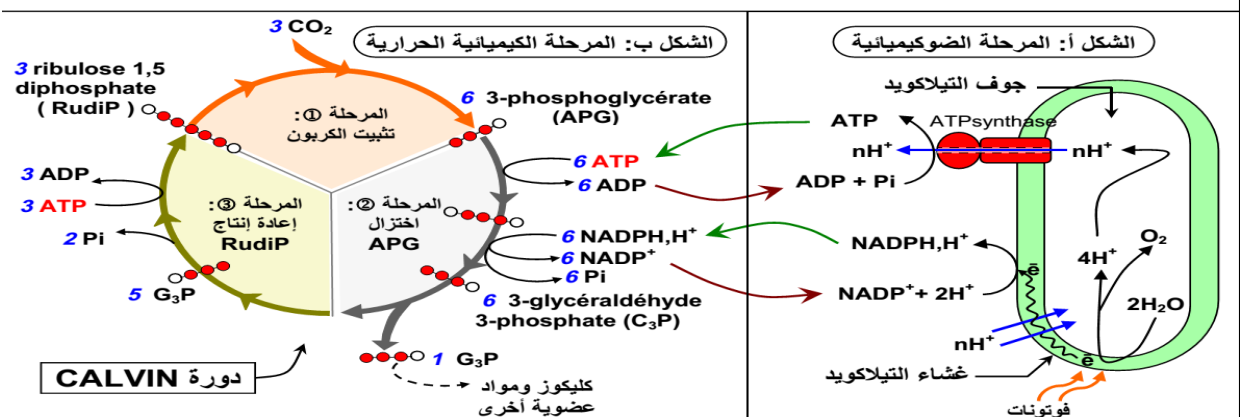 الشكل أ: المرحلة الضوكيميائية
جوف التيلاكويد
ATPsynthase
ATP
nH⁺
nH⁺
ADP + Pi
NADPH,H⁺
NADP⁺+ 2H⁺
4H⁺
O₂
2H₂O
ē
ē
nH⁺
غشاء التيلاكويد
فوتونات
الشكل ب: المرحلة الكيميائية الحرارية
3 CO₂
3 ribulose 1,5
diphosphate
( RudiP )
6 3-phosphoglycérate
(APG)
المرحلة ①:
تثبيت الكربون
6 ATP
6 ADP
المرحلة ②:
اختزال
APG
6 NADPH,H⁺
6 NADP⁺
6 Pi
6 3-glycéraldéhyde
3-phosphate (C₃P)
المرحلة ③:
إعادة إنتاج
RudiP
3 ADP
3 ATP
2 Pi
5 G₃P
1 G₃P
كليكوز ومواد
عضوية أخرى
دورة CALVIN